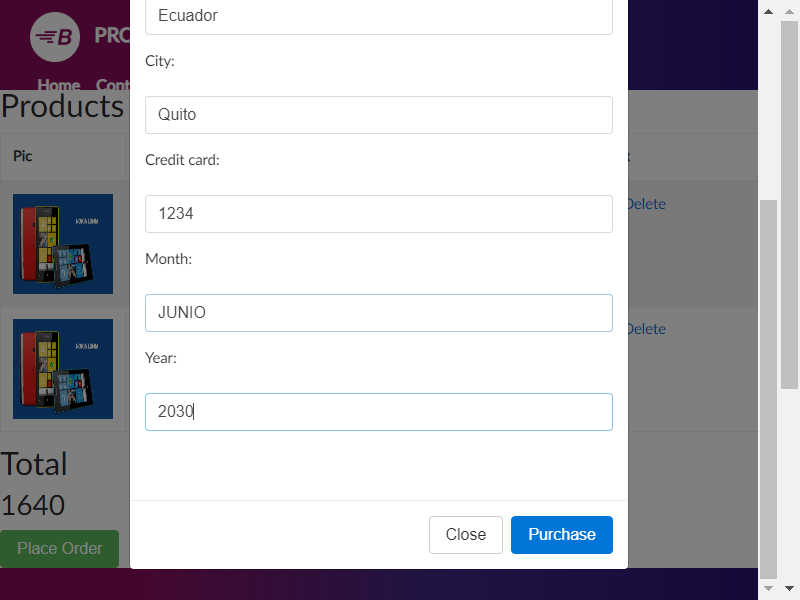 PRO
Home Cont
Products
Pic
Ecuador
City:
Quito
Credit card:
1234
Month:
JUNIO
Year:
2030
Delete
Delete
Total
1640
Place Order
Close
Purchase